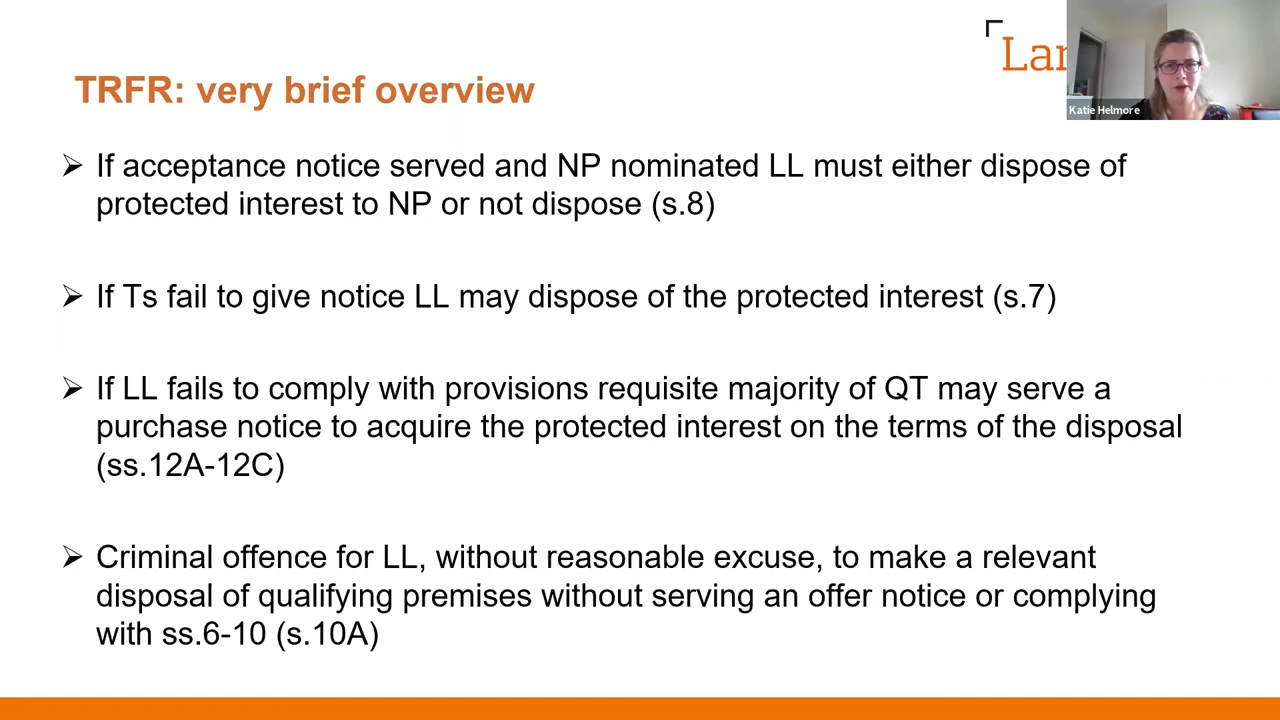 TRFR: very brief overview
Katie Helmore
➢ If acceptance notice served and NP nominated LL must either dispose of
protected interest to NP or not dispose (s.8)
➢ If Ts fail to give notice LL may dispose of the protected interest (s.7)
➢ If LL fails to comply with provisions requisite majority of QT may serve a
purchase notice to acquire the protected interest on the terms of the disposal
(ss.12A-12C)
➢ Criminal offence for LL, without reasonable excuse, to make a relevant
disposal of qualifying premises without serving an offer notice or complying
with ss.6-10 (s.10A)